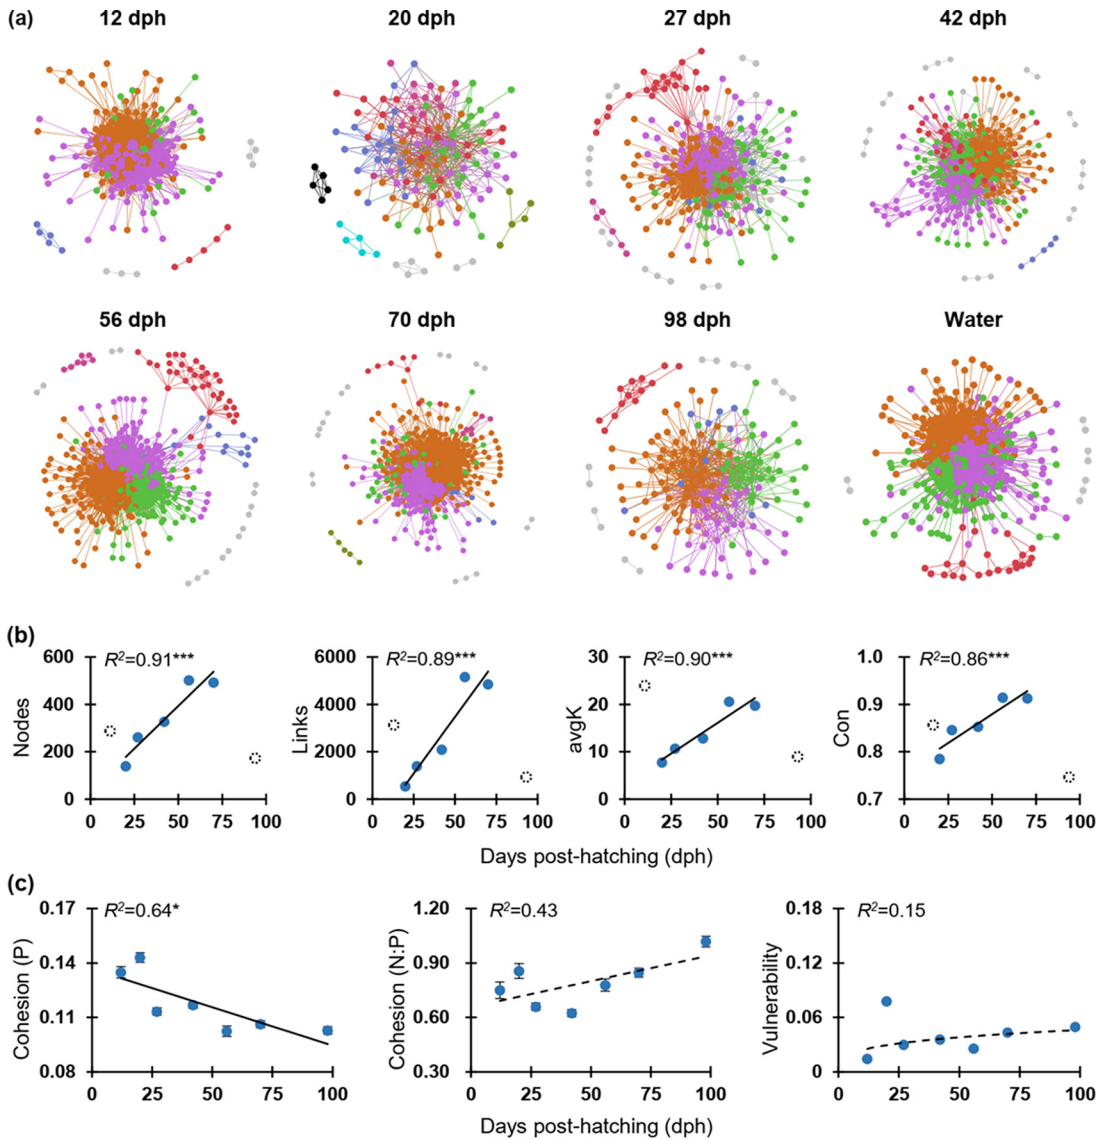 (a)
12 dph 20 dph 27 dph 42 dph
56 dph 70 dph 98 dph Water
(b)
Nodes
600
400
200
0
R²=0.91***
0 25 50 75 100
Links
6000
4000
2000
0
R²=0.89***
0 25 50 75 100
avgK
30
20
10
0
R²=0.90***
0 25 50 75 100
Con
1.0
0.9
0.8
0.7
R²=0.86***
0 25 50 75 100
Days post-hatching (dph)
(c)
Cohesion (P)
0.17
0.14
0.11
0.08
R²=0.64*
0 25 50 75 100
Cohesion (N:P)
1.20
0.90
0.60
0.30
R²=0.43
0 25 50 75 100
Vulnerability
0.18
0.12
0.06
0
R²=0.15
0 25 50 75 100
Days post-hatching (dph)